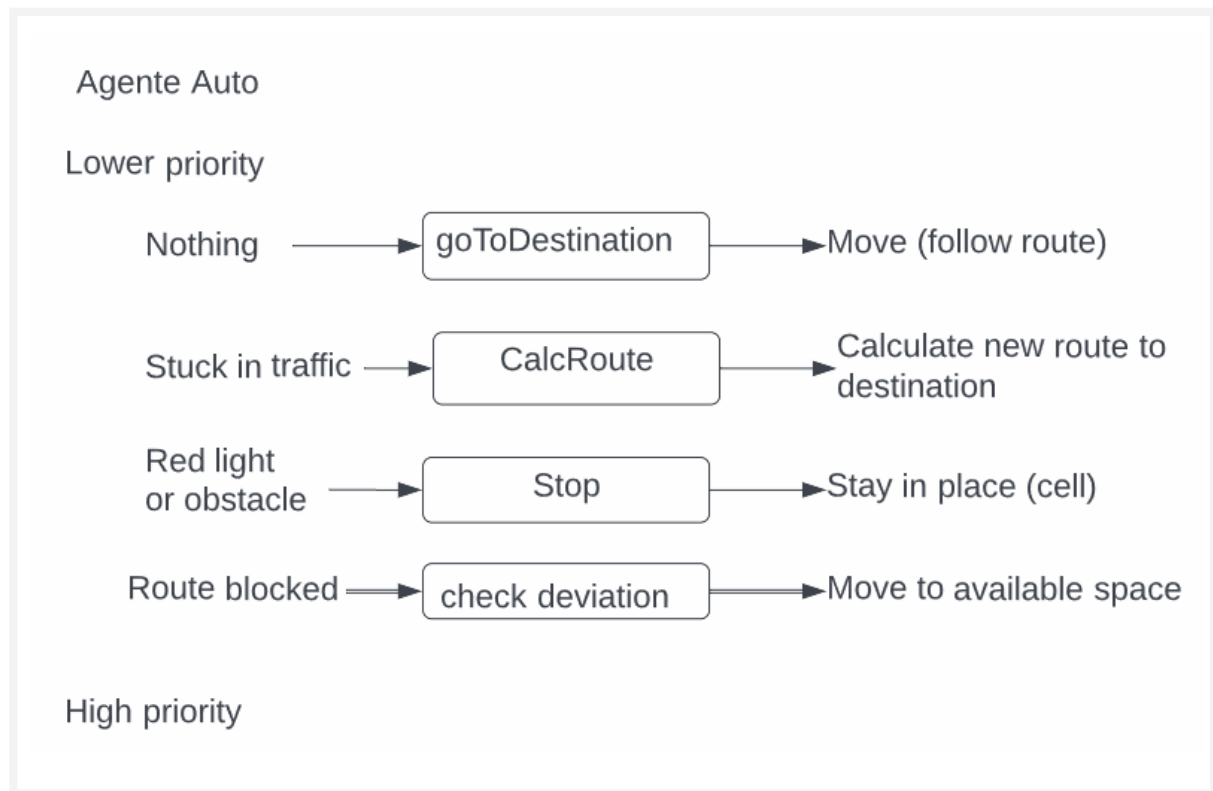 Agente Auto
Lower priority
Nothing
goToDestination
Move (follow route)
Stuck in traffic
CalcRoute
Calculate new route to
destination
Red light
or obstacle
Stop
Stay in place (cell)
Route blocked
check deviation
Move to available space
High priority